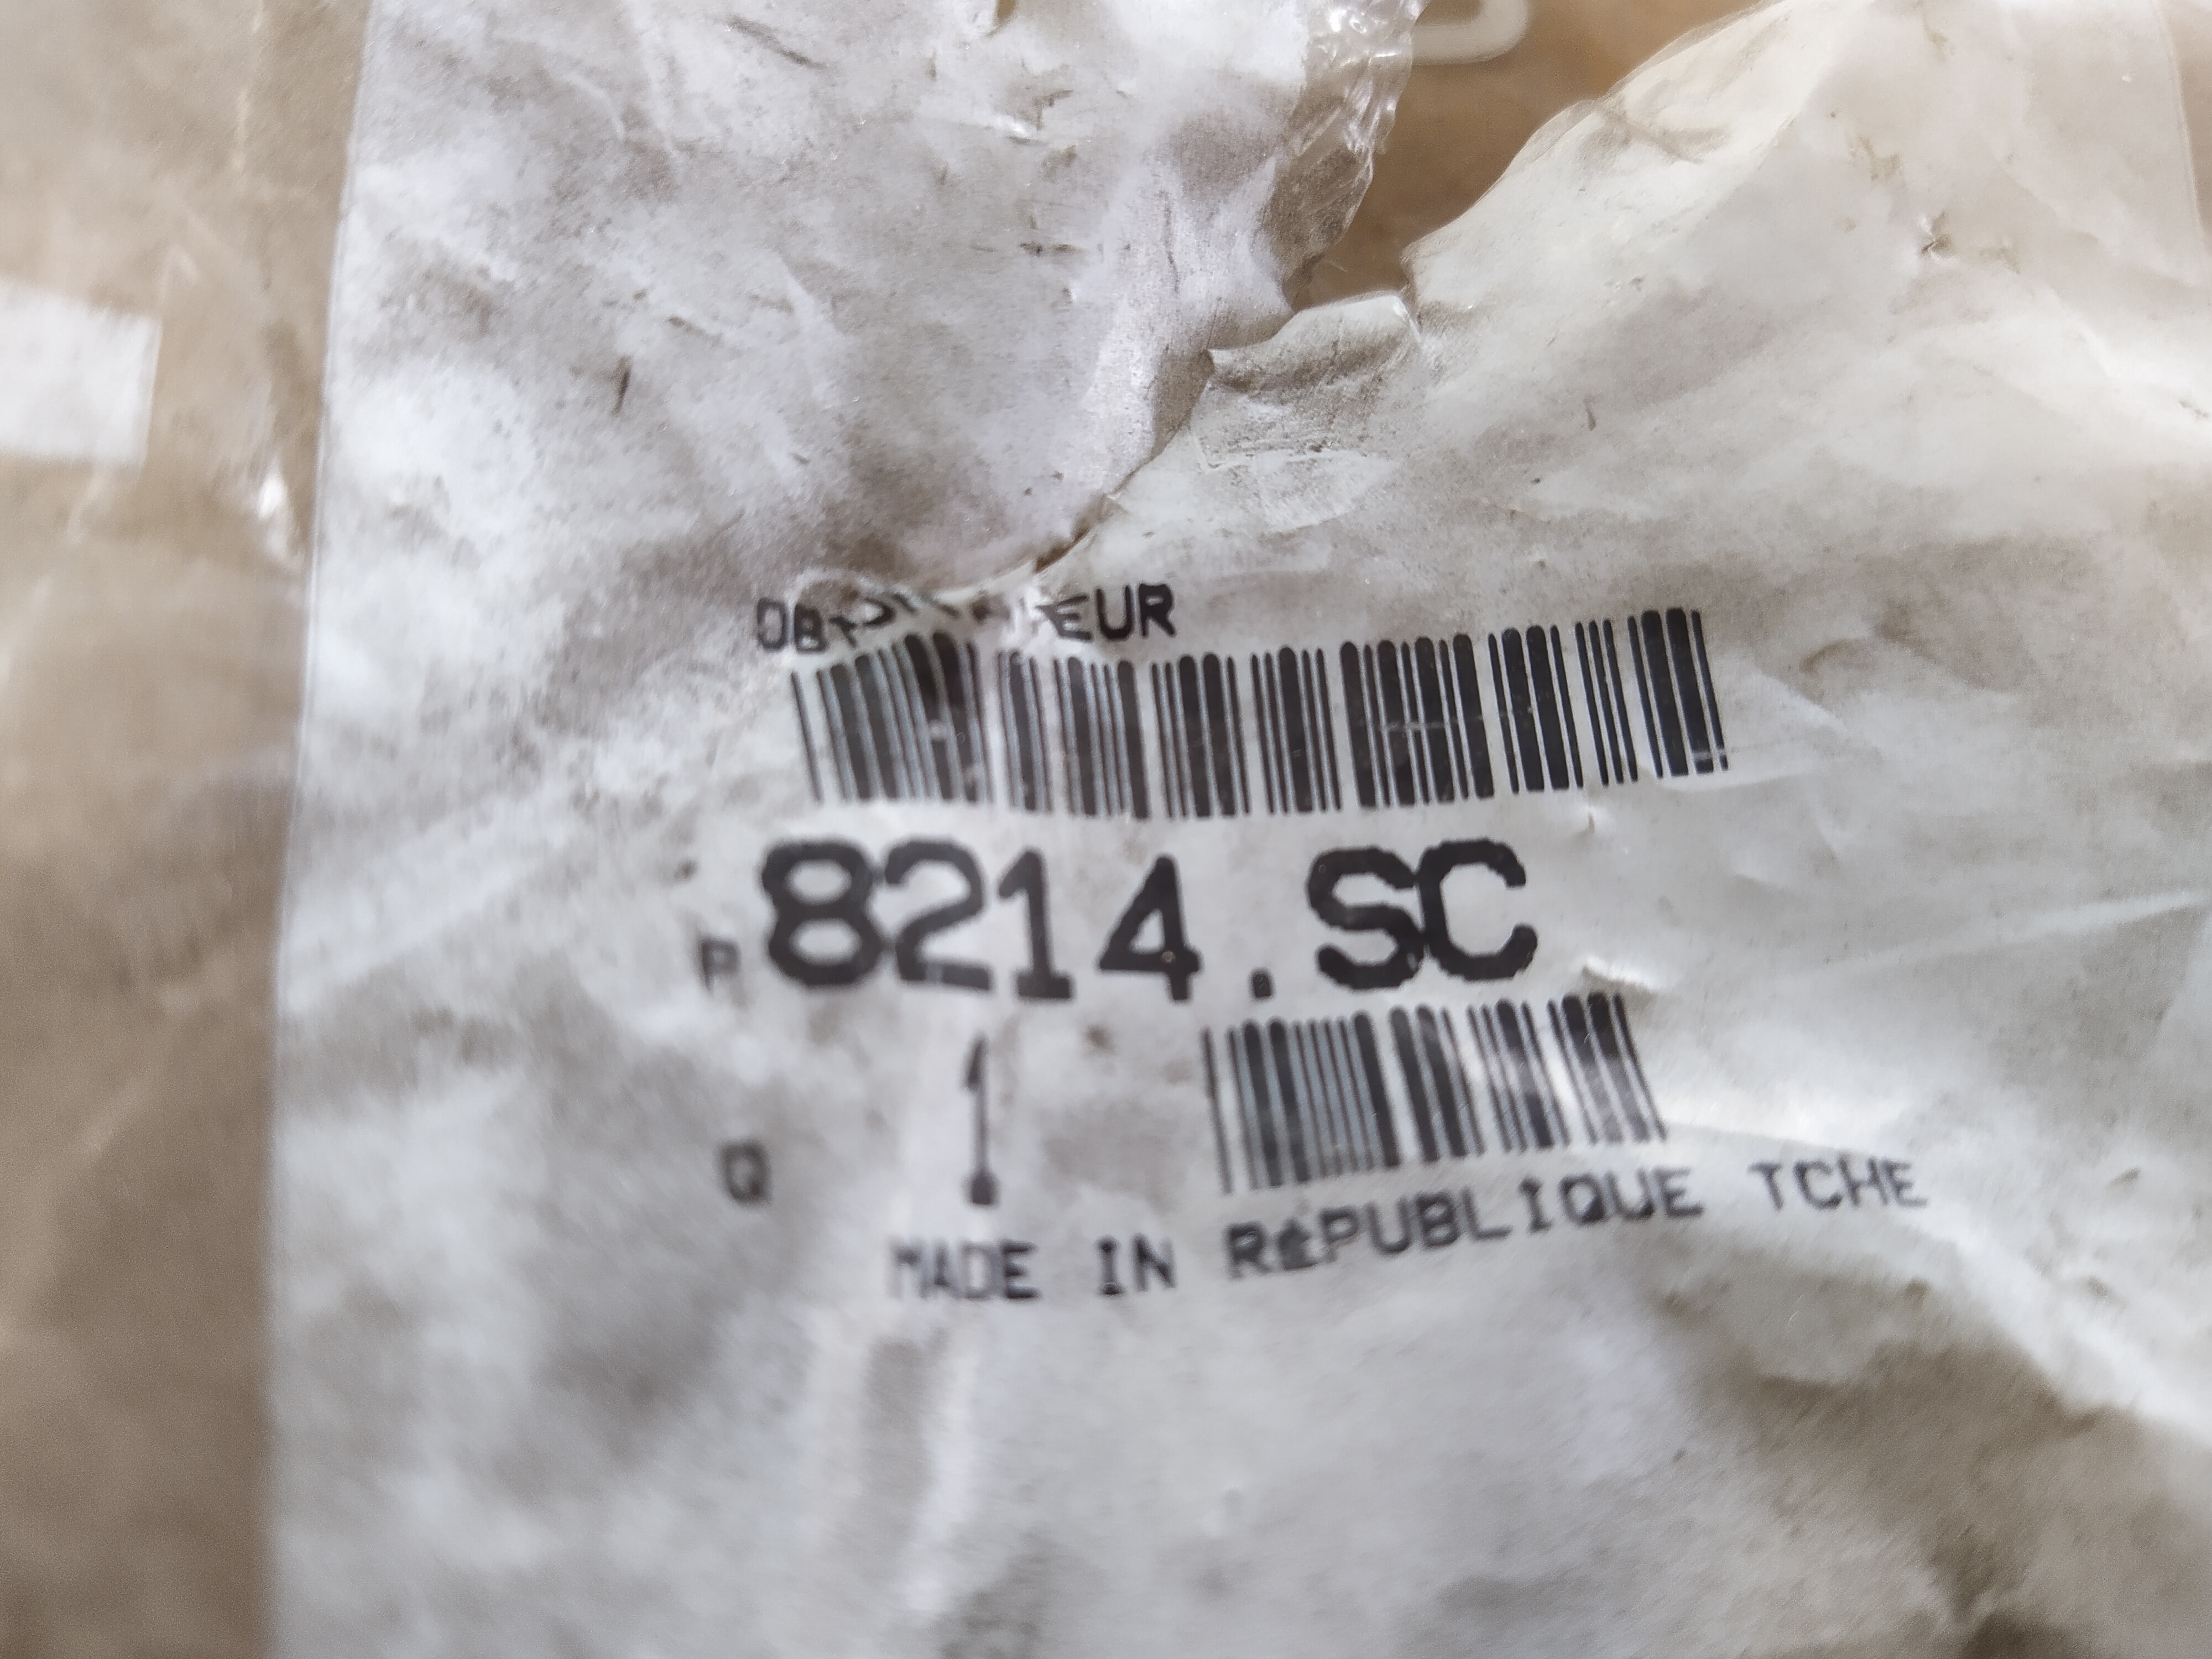 P 8214.SC
Q 1
MADE IN RéPUBLIQUE TCHE